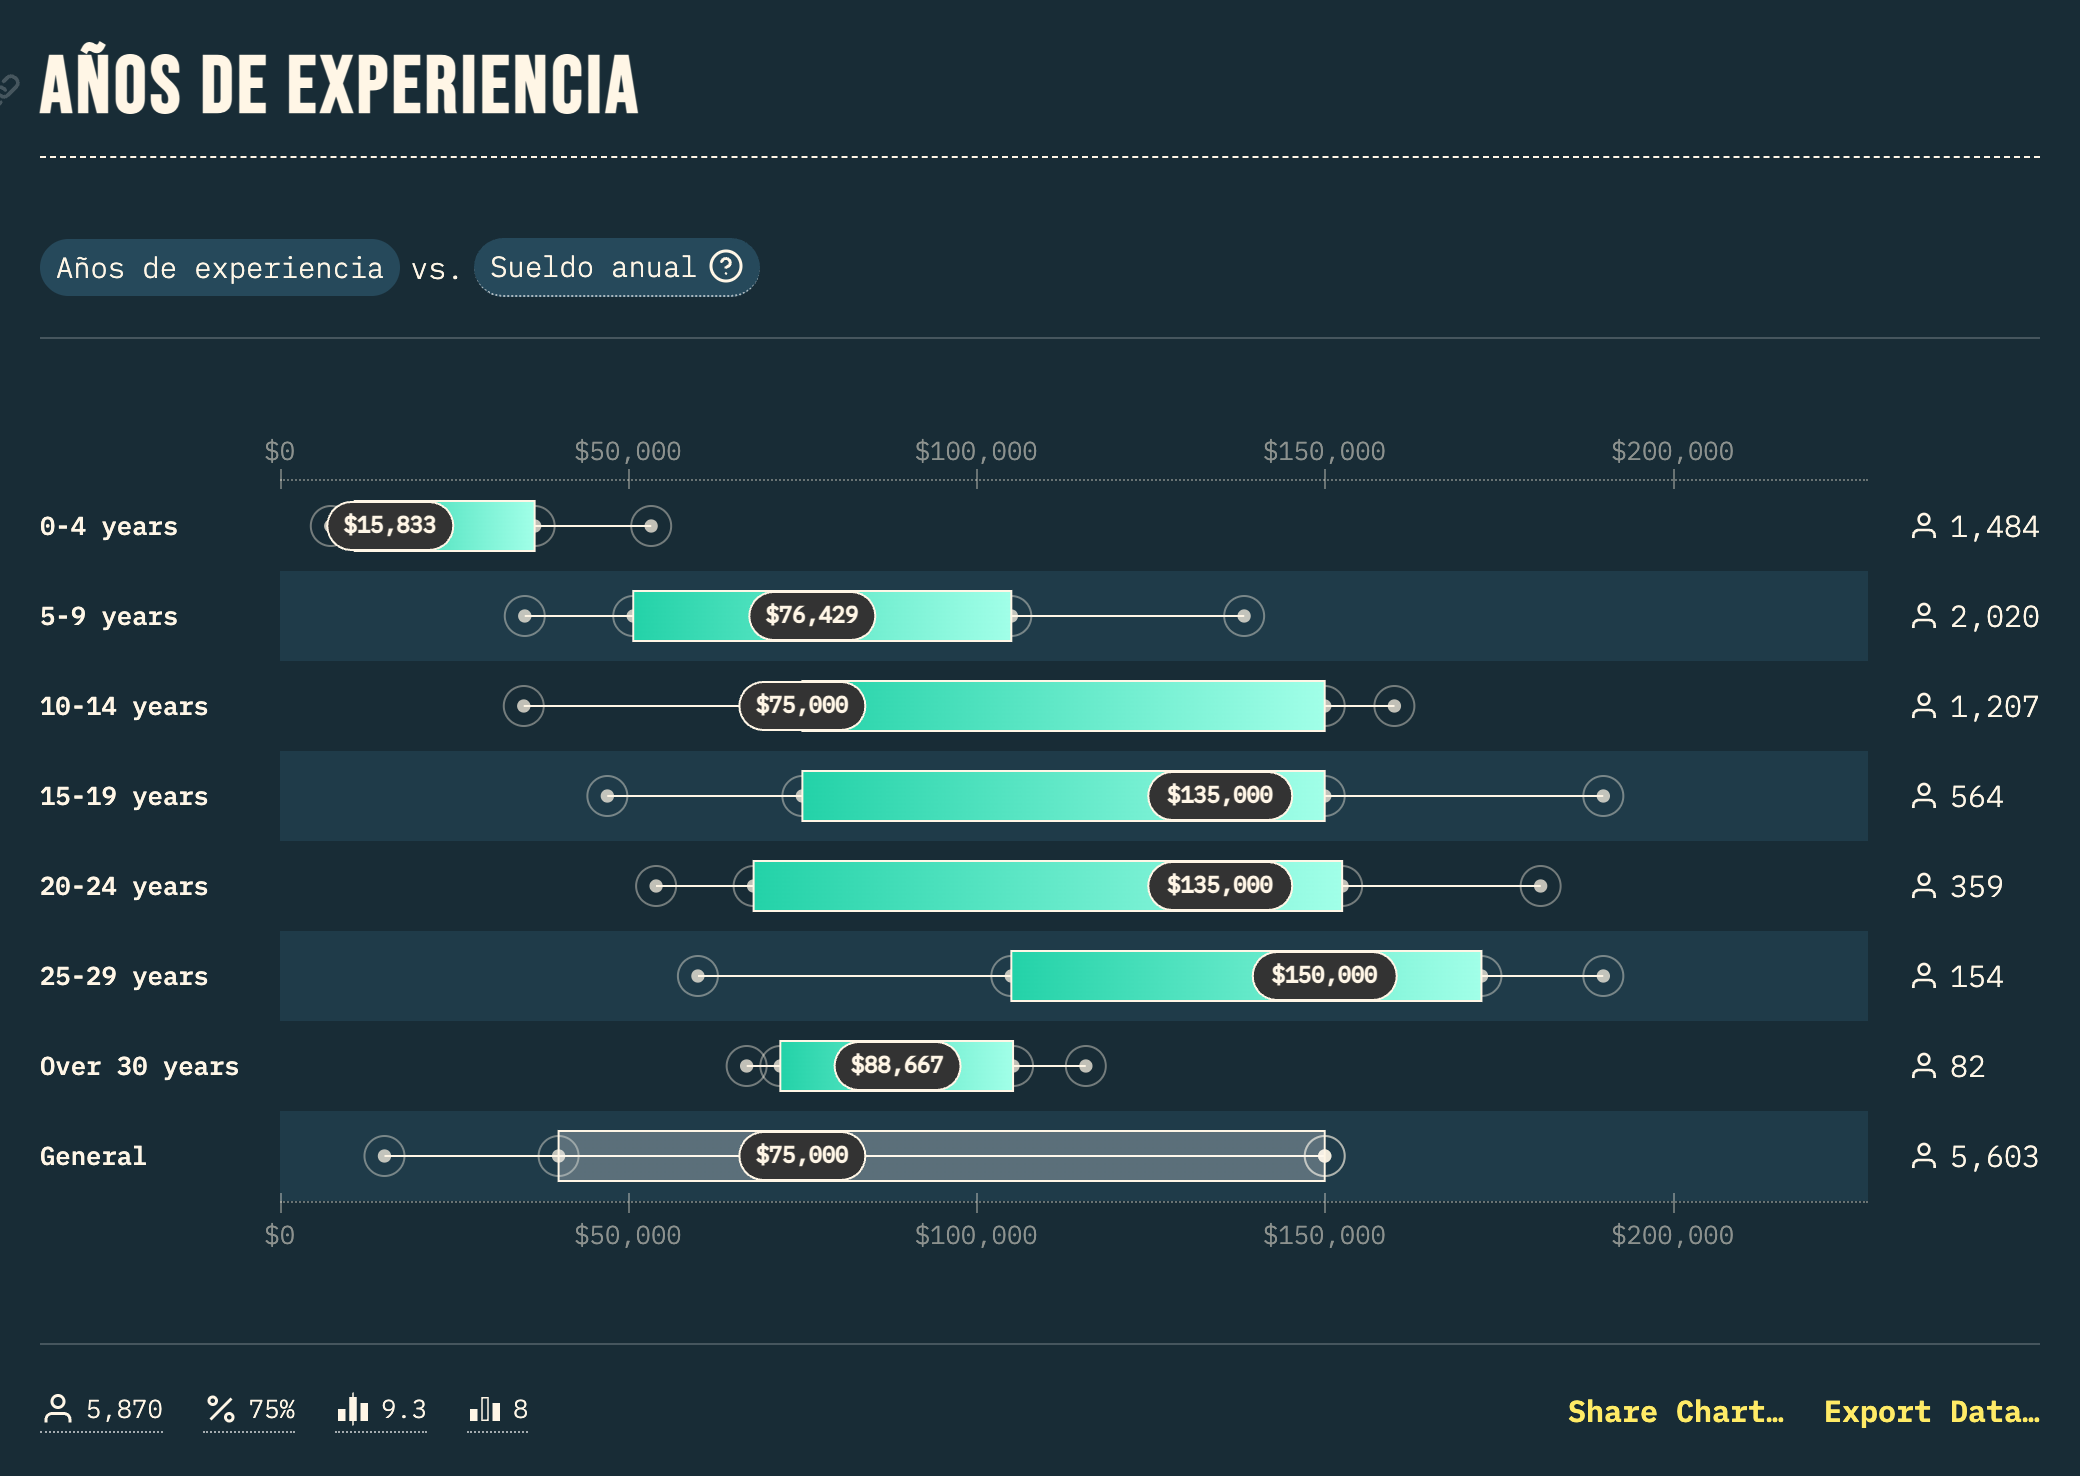 AÑOS DE EXPERIENCIA
Años de experiencia vs. Sueldo anual ?
$0 $50,000 $100,000 $150,000 $200,000
0-4 years $15,833 1,484
5-9 years $76,429 2,020
10-14 years $75,000 1,207
15-19 years $135,000 564
20-24 years $135,000 359
25-29 years $150,000 154
Over 30 years $88,667 82
General $75,000 5,603
$0 $50,000 $100,000 $150,000 $200,000
5,870 % 75% 9.3 8 Share Chart… Export Data…